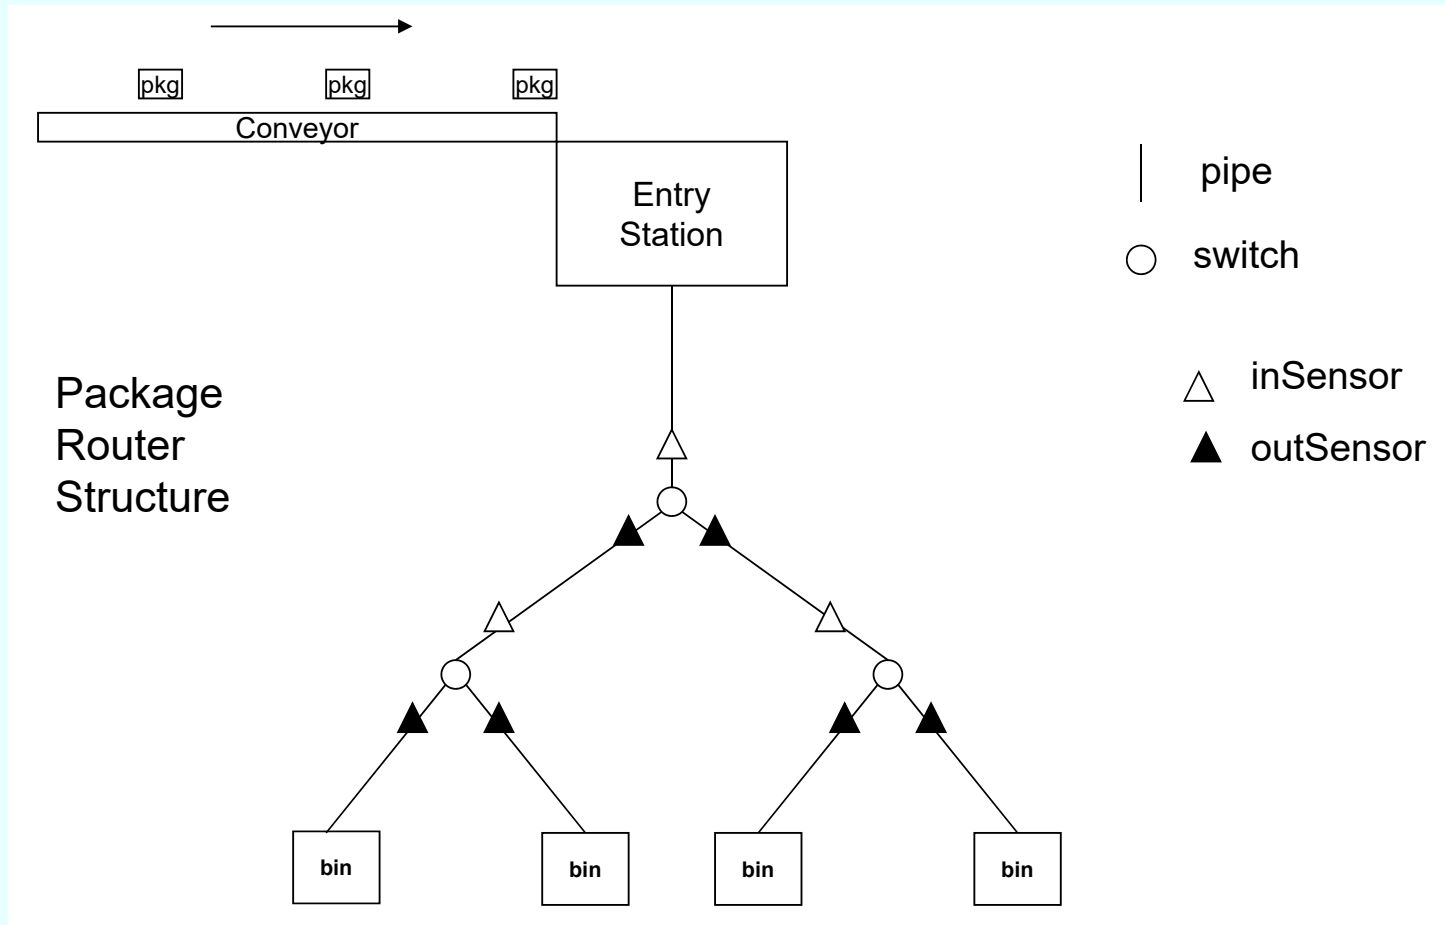 pkg
pkg
pkg
Conveyor
Entry
Station
pipe
switch
Package
Router
Structure
inSensor
outSensor
bin
bin
bin
bin